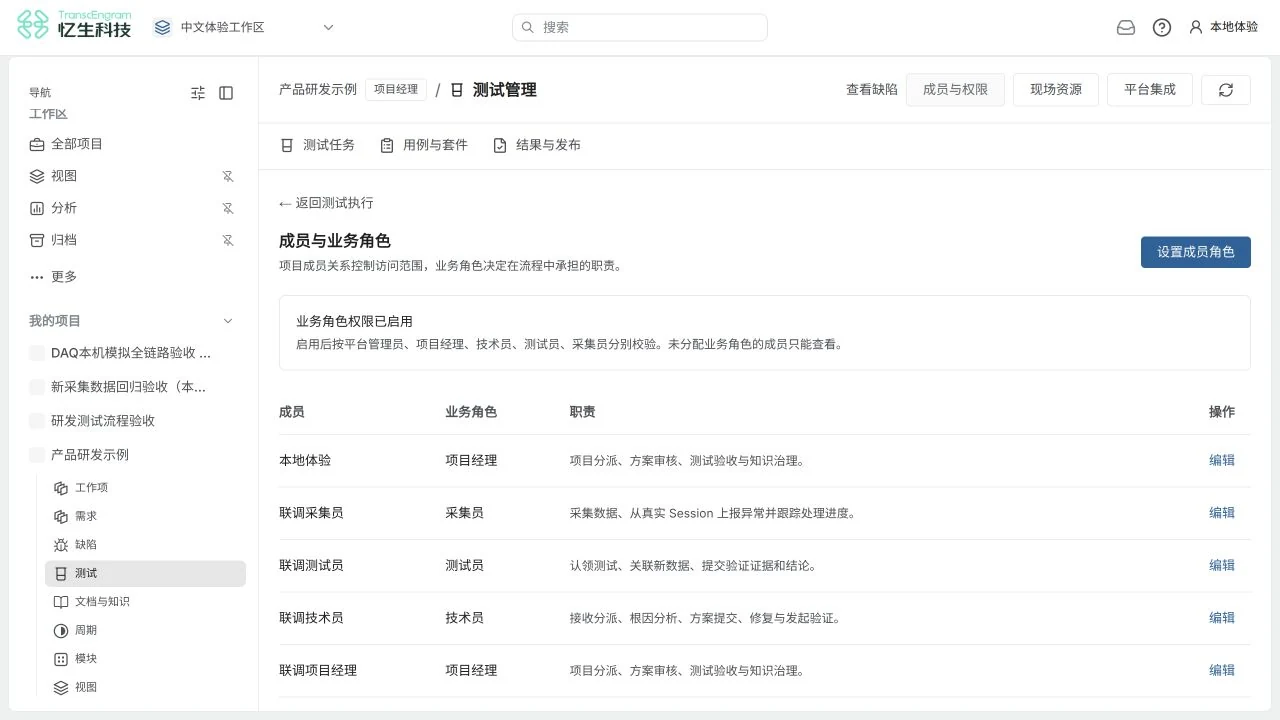 TranscEngram
忆生科技
中文体验工作区
搜索
本地体验
导航
工作区
全部项目
视图
分析
归档
更多
我的项目
DAQ本机模拟全链路验收 ...
新采集数据回归验收（本...
研发测试流程验收
产品研发示例
工作项
需求
缺陷
测试
文档与知识
周期
模块
视图
产品研发示例 项目经理 / 测试管理
查看缺陷 成员与权限 现场资源 平台集成
测试任务 用例与套件 结果与发布
← 返回测试执行
成员与业务角色
项目成员关系控制访问范围，业务角色决定在流程中承担的职责。
设置成员角色
业务角色权限已启用
启用后按平台管理员、项目经理、技术员、测试员、采集员分别校验。未分配业务角色的成员只能查看。
成员 业务角色 职责 操作
本地体验 项目经理 项目分派、方案审核、测试验收与知识治理。 编辑
联调采集员 采集员 采集数据、从真实 Session 上报异常并跟踪处理进度。 编辑
联调测试员 测试员 认领测试、关联新数据、提交验证证据和结论。 编辑
联调技术员 技术员 接收分派、根因分析、方案提交、修复与发起验证。 编辑
联调项目经理 项目经理 项目分派、方案审核、测试验收与知识治理。 编辑